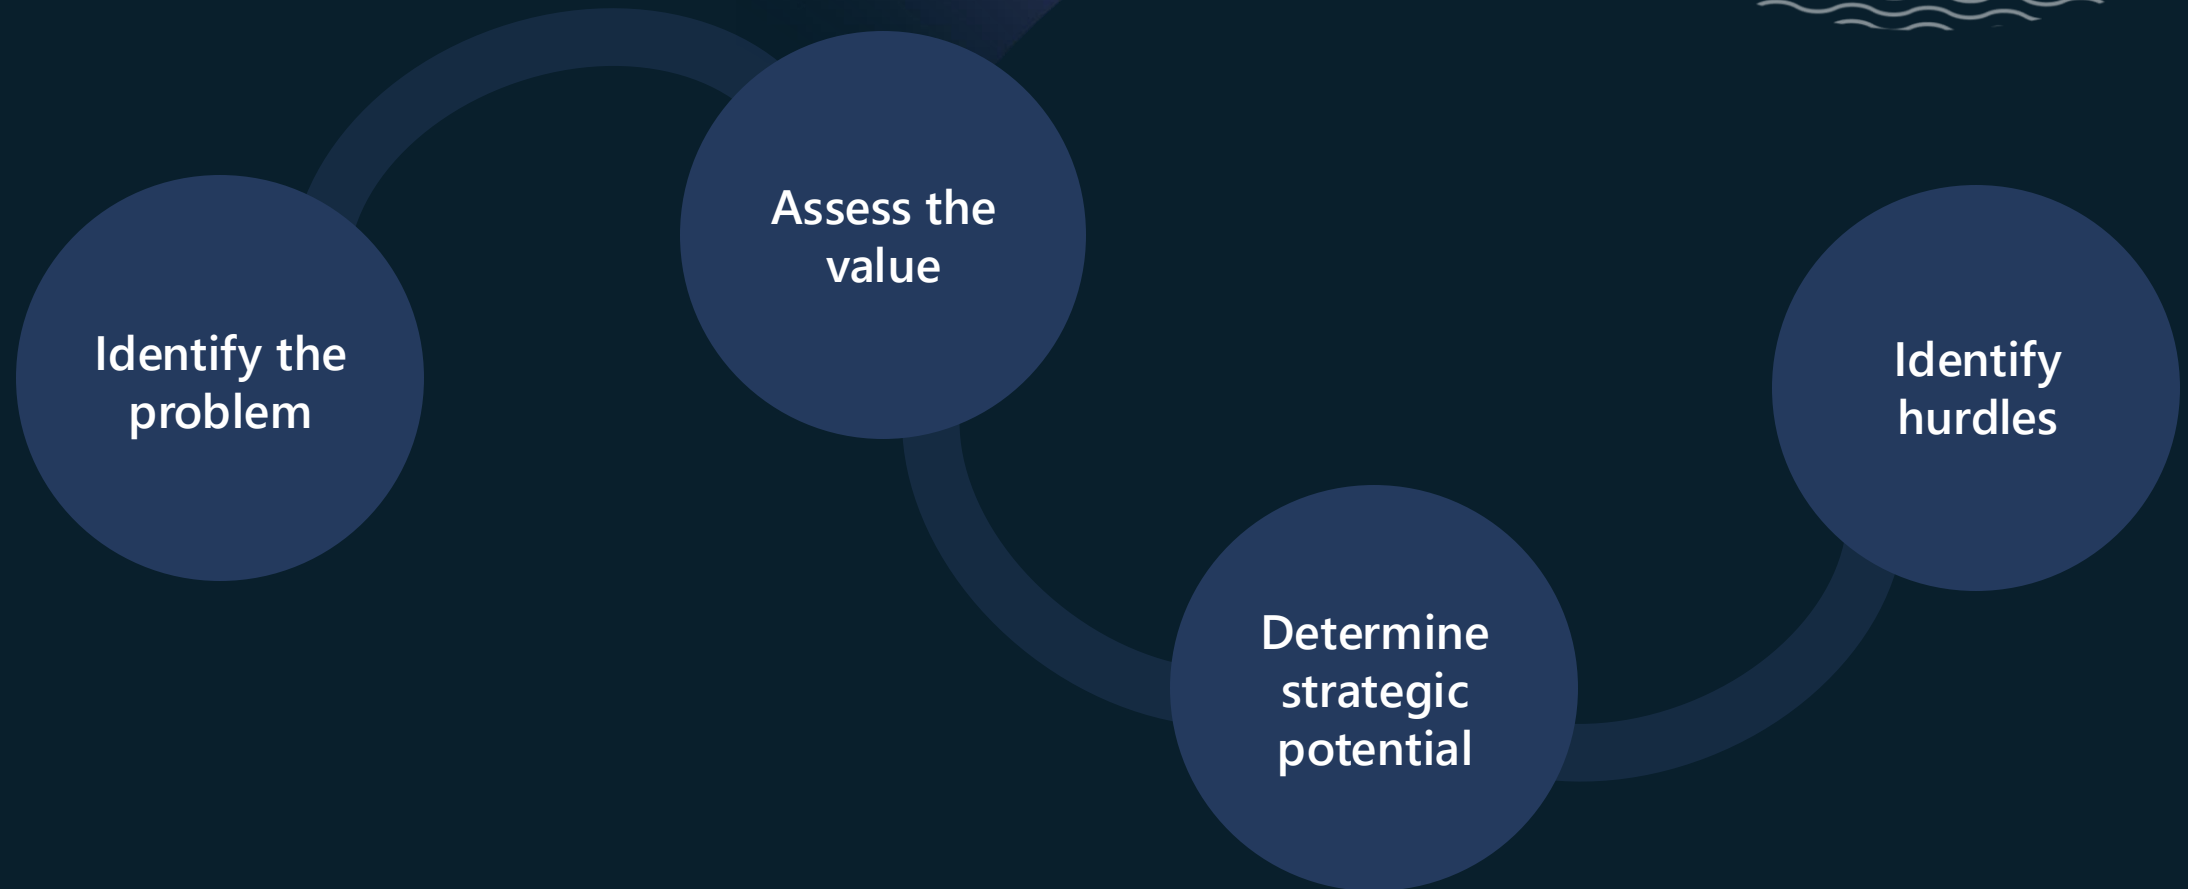 Identify the
problem
Assess the
value
Determine
strategic
potential
Identify
hurdles